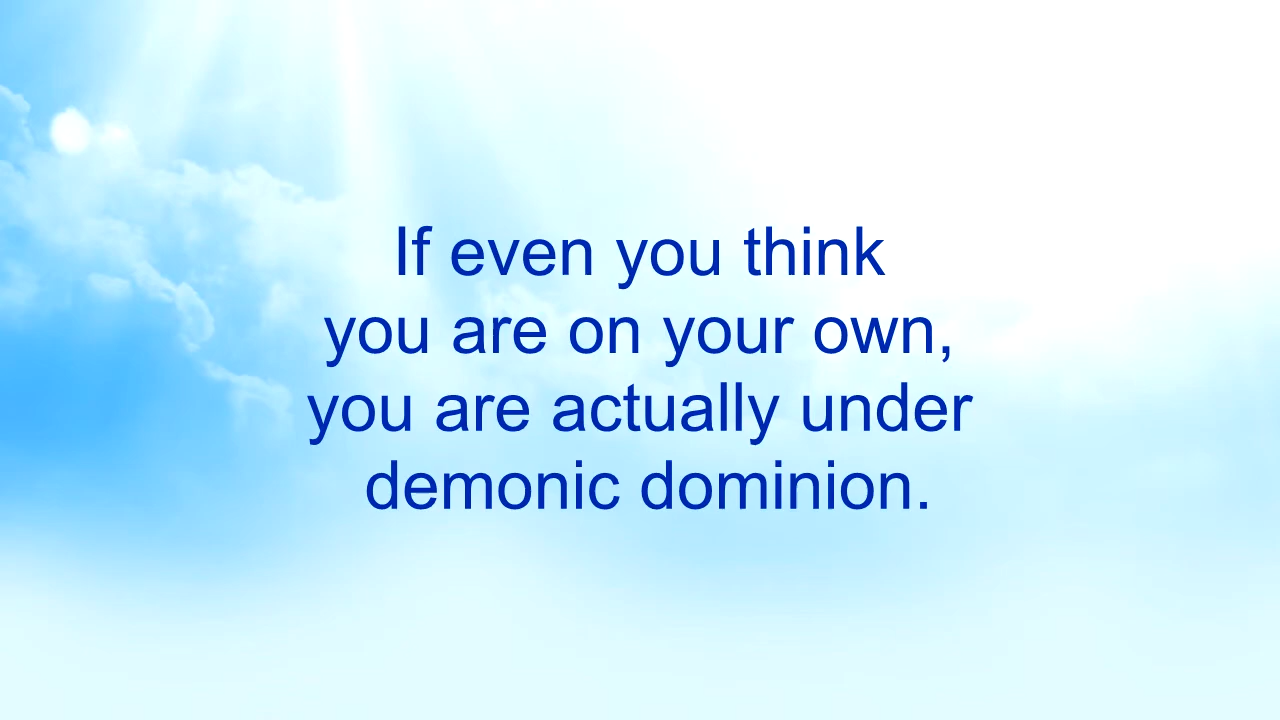 If even you think
you are on your own,
you are actually under
demonic dominion.